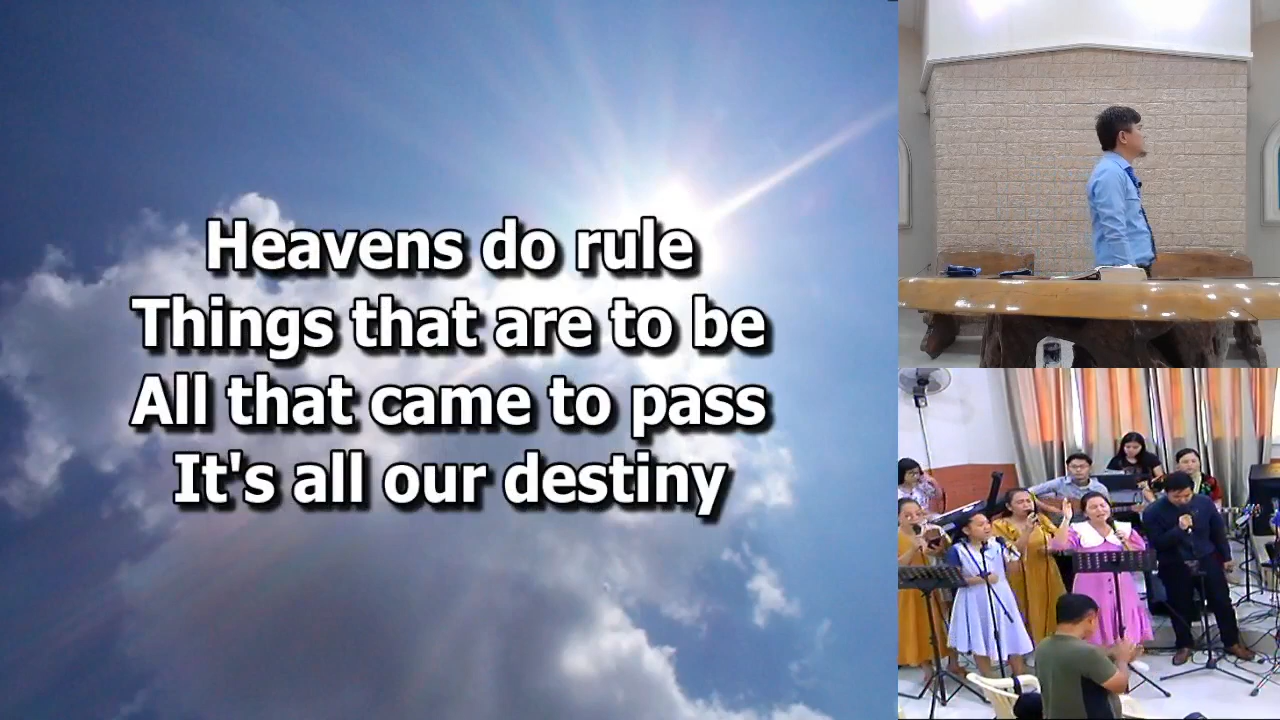 Heavens do rule
Things that are to be
All that came to pass
It's all our destiny